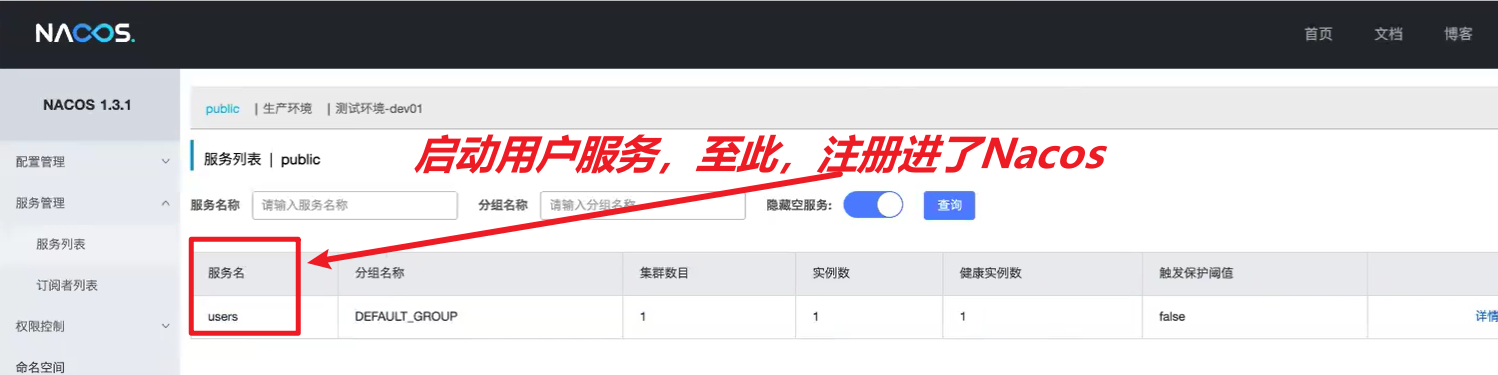 NACOS.
首页 文档 博客
NACOS 1.3.1
public | 生产环境 | 测试环境-dev01
配置管理
服务列表 | public
启动用户服务，至此，注册进了Nacos
服务管理
服务名称 请输入服务名称 分组名称 请输入分组名称 隐藏空服务: 查询
服务列表
订阅者列表
权限控制
命名空间
服务名 分组名称 集群数目 实例数 健康实例数 触发保护阈值
users DEFAULT_GROUP 1 1 1 false 详情